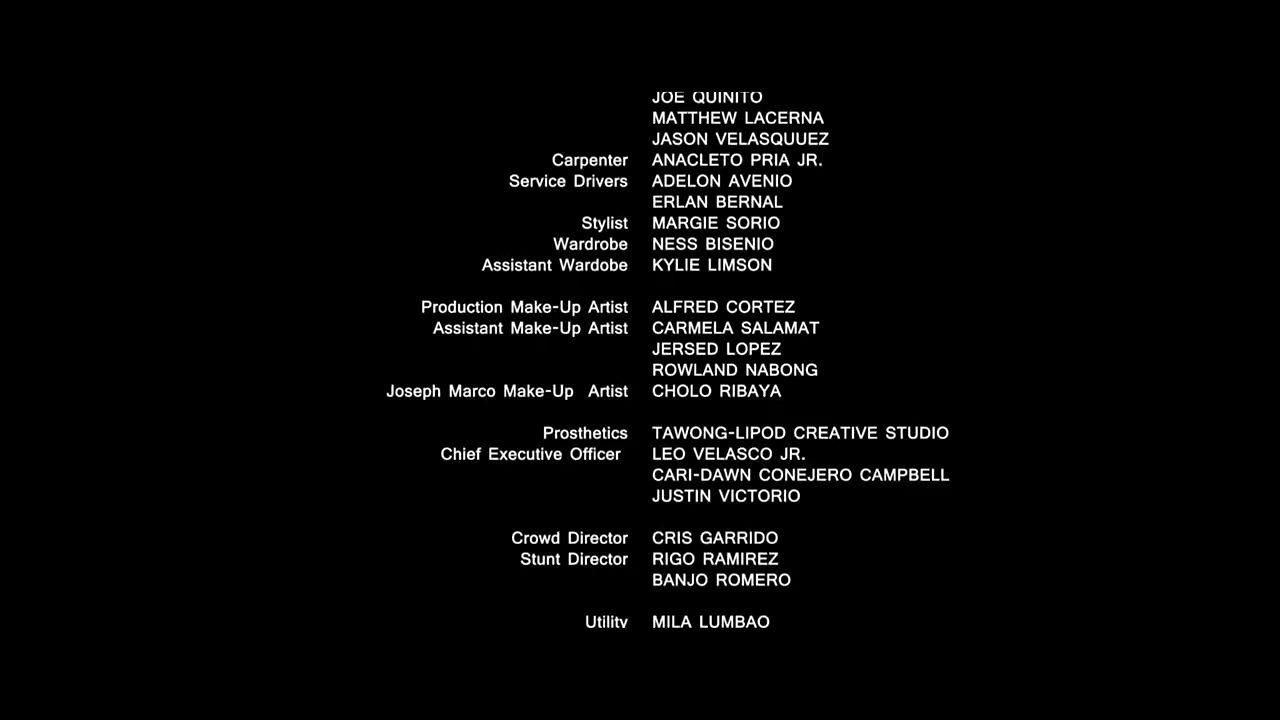 JOE QUINITO
MATTHEW LACERNA
JASON VELASQUUEZ
Carpenter ANACLETO PRIA JR.
Service Drivers ADELON AVENIO
ERLAN BERNAL
Stylist MARGIE SORIO
Wardrobe NESS BISENIO
Assistant Wardobe KYLIE LIMSON
Production Make-Up Artist ALFRED CORTEZ
Assistant Make-Up Artist CARMELA SALAMAT
JERSED LOPEZ
ROWLAND NABONG
Joseph Marco Make-Up Artist CHOLO RIBAYA
Prosthetics TAWONG-LIPOD CREATIVE STUDIO
Chief Executive Officer LEO VELASCO JR.
CARI-DAWN CONEJERO CAMPBELL
JUSTIN VICTORIO
Crowd Director CRIS GARRIDO
Stunt Director RIGO RAMIREZ
BANJO ROMERO
Utility MILA LUMBAO